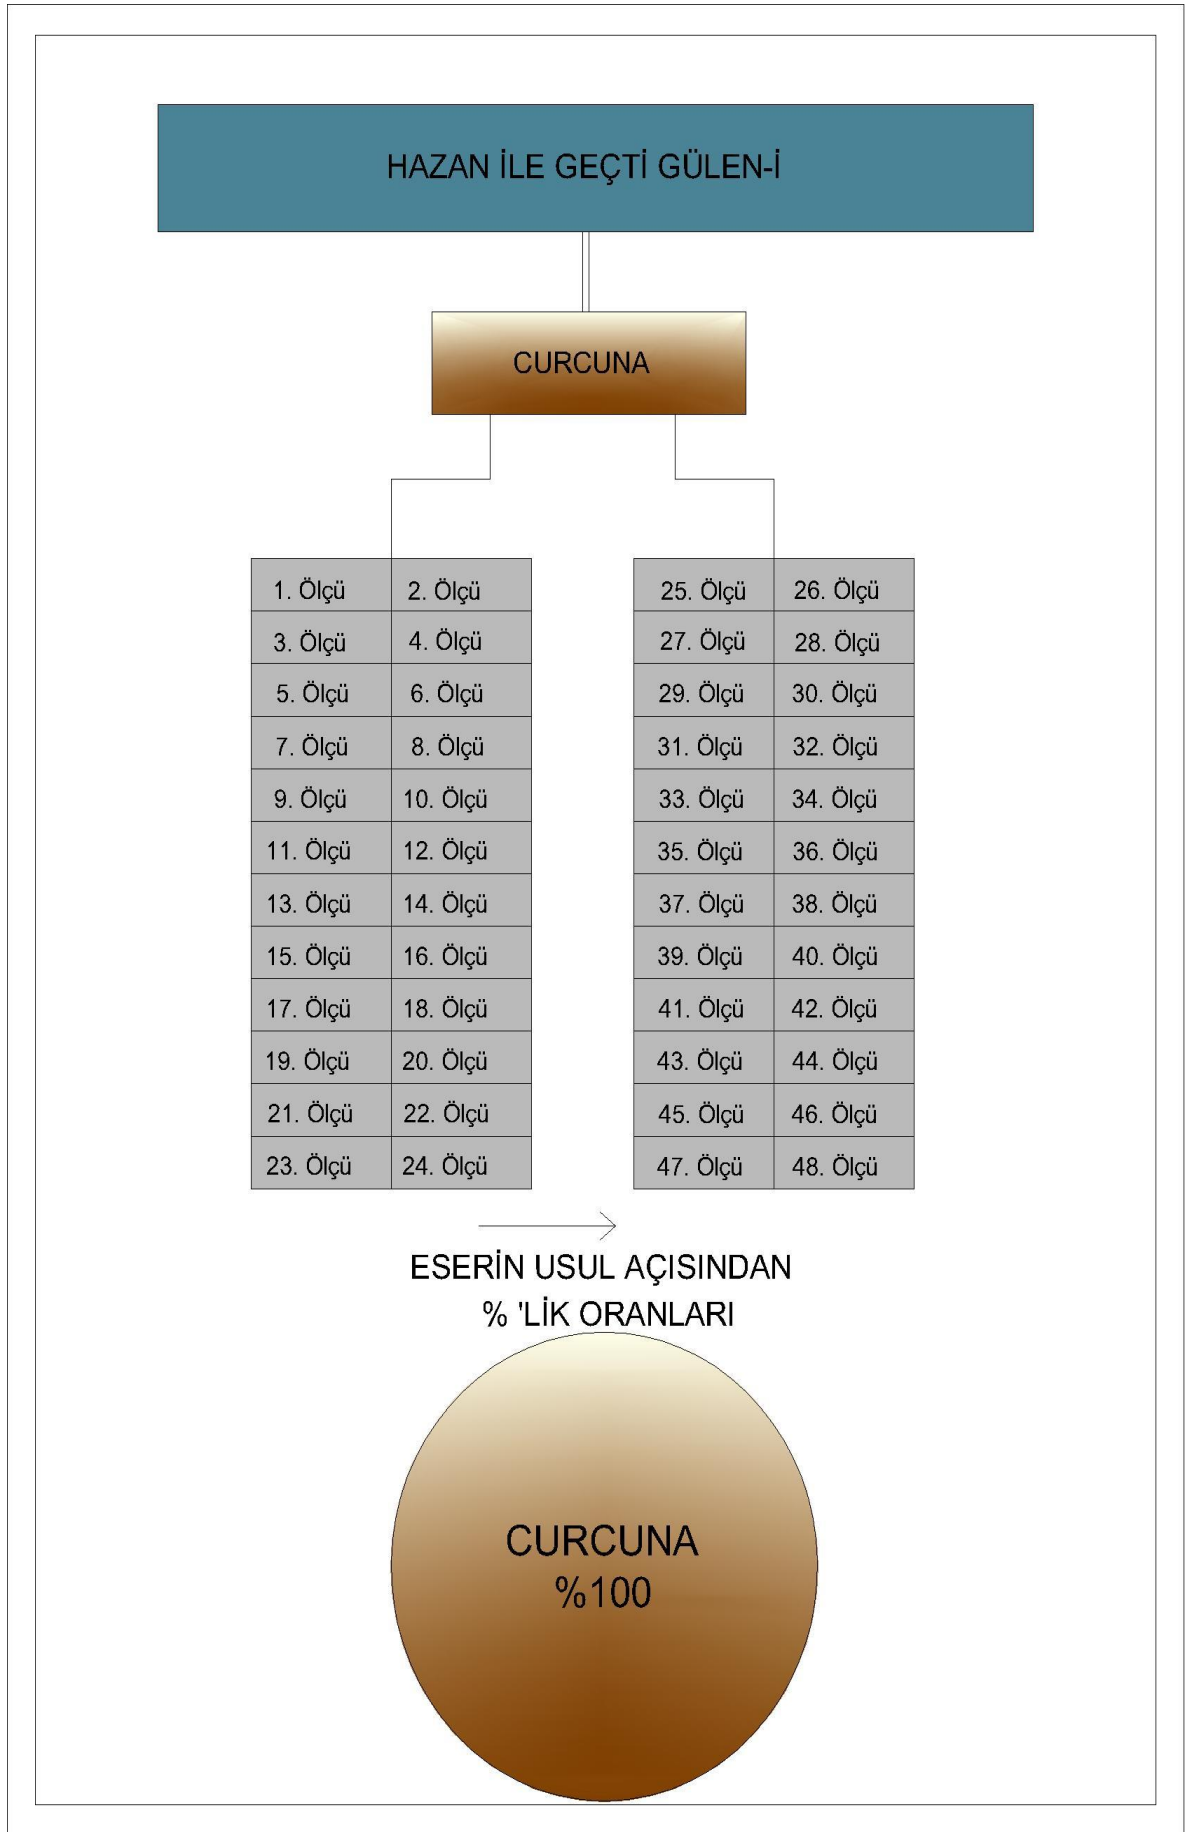 HAZAN İLE GEÇTİ GÜLEN-İ
CURCUNA
1. Ölçü 2. Ölçü
3. Ölçü 4. Ölçü
5. Ölçü 6. Ölçü
7. Ölçü 8. Ölçü
9. Ölçü 10. Ölçü
11. Ölçü 12. Ölçü
13. Ölçü 14. Ölçü
15. Ölçü 16. Ölçü
17. Ölçü 18. Ölçü
19. Ölçü 20. Ölçü
21. Ölçü 22. Ölçü
23. Ölçü 24. Ölçü
25. Ölçü 26. Ölçü
27. Ölçü 28. Ölçü
29. Ölçü 30. Ölçü
31. Ölçü 32. Ölçü
33. Ölçü 34. Ölçü
35. Ölçü 36. Ölçü
37. Ölçü 38. Ölçü
39. Ölçü 40. Ölçü
41. Ölçü 42. Ölçü
43. Ölçü 44. Ölçü
45. Ölçü 46. Ölçü
47. Ölçü 48. Ölçü
ESERİN USUL AÇISINDAN
% 'LİK ORANLARI
CURCUNA
%100